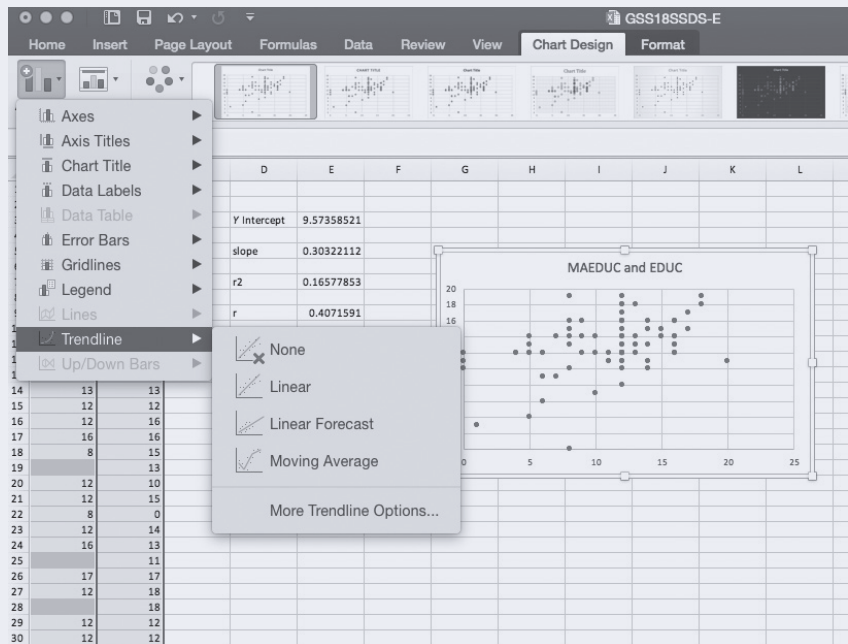 GSS18SSDS-E
Home Insert Page Layout Formulas Data Review View Chart Design Format
Axes
Axis Titles
Chart Title
Data Labels
Data Table
Error Bars
Gridlines
Legend
Lines
Trendline
Up/Down Bars
None
Linear
Linear Forecast
Moving Average
More Trendline Options...
D E F G H I J K L
Y Intercept 9.57358521
slope 0.30322112
r2 0.16577853
r 0.4071591
MAEDUC and EDUC
20
18
16
5 10 15 20 25
14 13 13
15 12 12
16 12 16
17 16 16
18 8 15
19 13
20 12 10
21 12 15
22 8 0
23 12 14
24 16 13
25 11
26 17 17
27 12 18
28 18
29 12 12
30 12 12